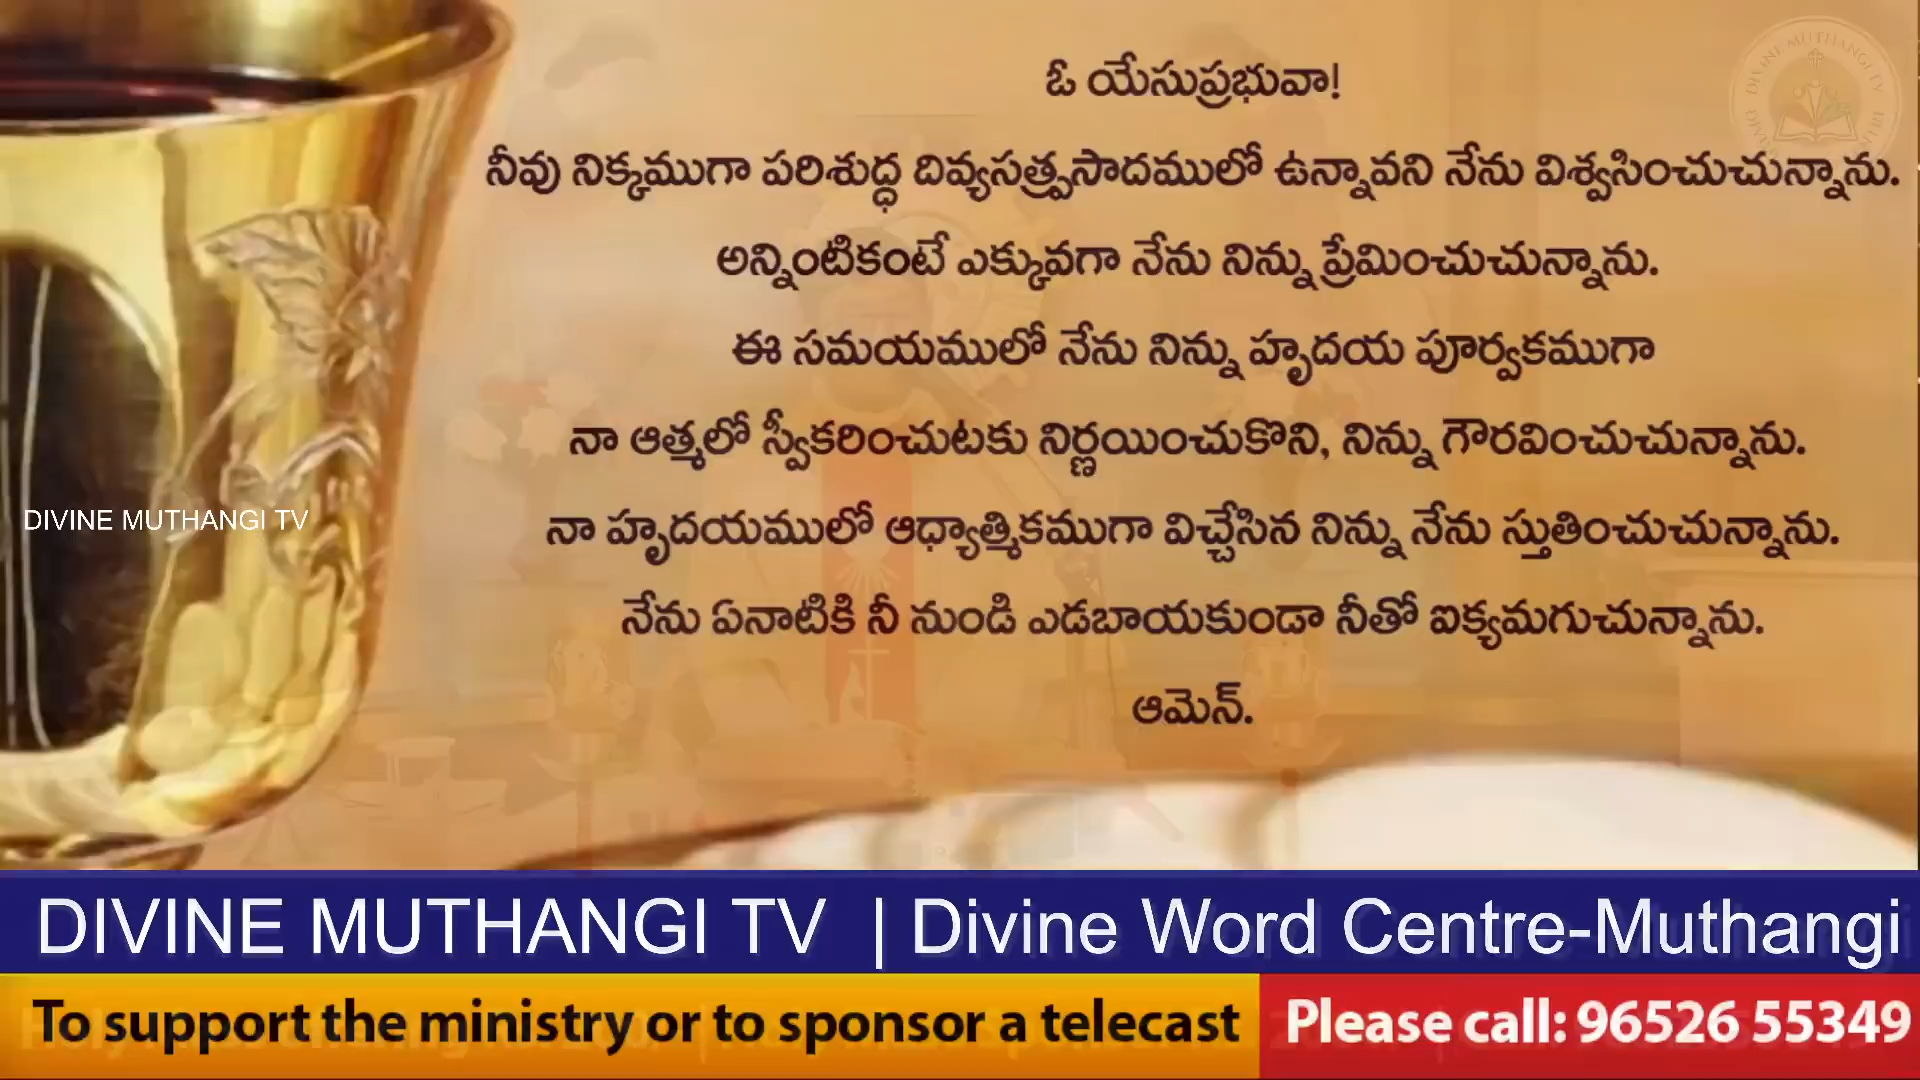 ఓ యేసుప్రభువా!
నీవు నిక్కముగా పరిశుద్ధ దివ్యసత్ప్రసాదములో ఉన్నావని నేను విశ్వసించుచున్నాను.
అన్నింటికంటే ఎక్కువగా నేను నిన్ను ప్రేమించుచున్నాను.
ఈ సమయములో నేను నిన్ను హృదయ పూర్వకముగా
నా ఆత్మలో స్వీకరించుటకు నిర్ణయించుకొని, నిన్ను గౌరవించుచున్నాను.
నా హృదయములో ఆధ్యాత్మికముగా విచ్చేసిన నిన్ను నేను స్తుతించుచున్నాను.
నేను ఏనాటికి నీ నుండి ఎడబాయకుండా నీతో ఐక్యమగుచున్నాను.
ఆమెన్.
DIVINE MUTHANGI TV
DIVINE MUTHANGI TV | Divine Word Centre-Muthangi
To support the ministry or to sponsor a telecast Please call: 96526 55349